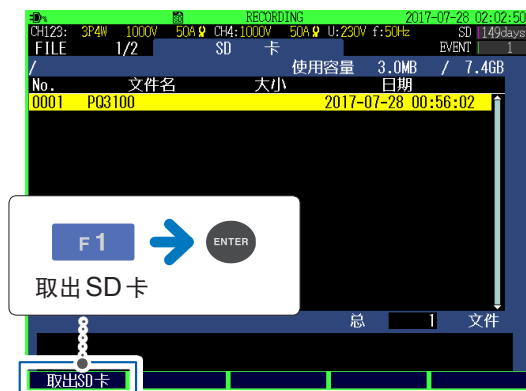 RECORDING 2017-07-28 02:02:50
CH123: 3P4W 1000V 50A CH4:1000V 50A U:230V f:50Hz SD 149days
FILE 1/2 SD 卡 EVENT 1
/ 使用容量 3.0MB / 7.4GB
No. 文件名 大小 日期
0001 PQ3100 2017-07-28 00:56:02
F1 ENTER
取出SD卡
总 1 文件
取出SD卡